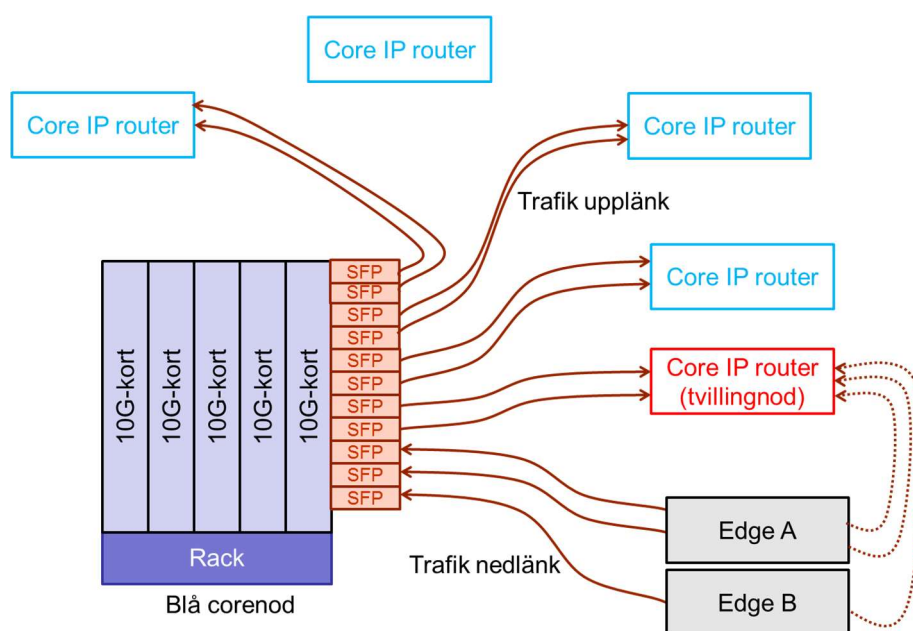 Core IP router
Core IP router
Core IP router
Trafik upplänk
Core IP router
Core IP router
(tvillingnod)
10G-kort
10G-kort
10G-kort
10G-kort
10G-kort
SFP
SFP
SFP
SFP
SFP
SFP
SFP
SFP
SFP
SFP
SFP
Rack
Blå corenod
Trafik nedlänk
Edge A
Edge B